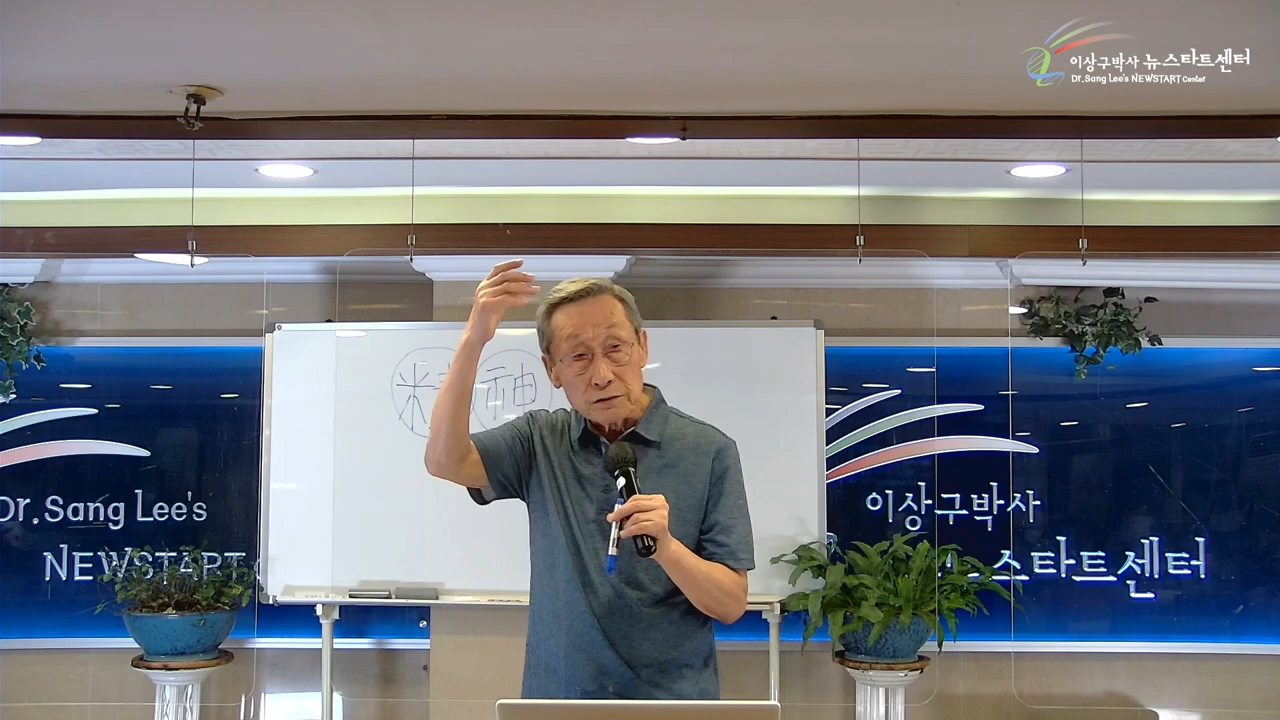 이상구박사 뉴스타트센터
Dr. Sang Lee's NEWSTART Center
神
Dr. Sang Lee's
NEWSTART
이상구박사
스타트센터